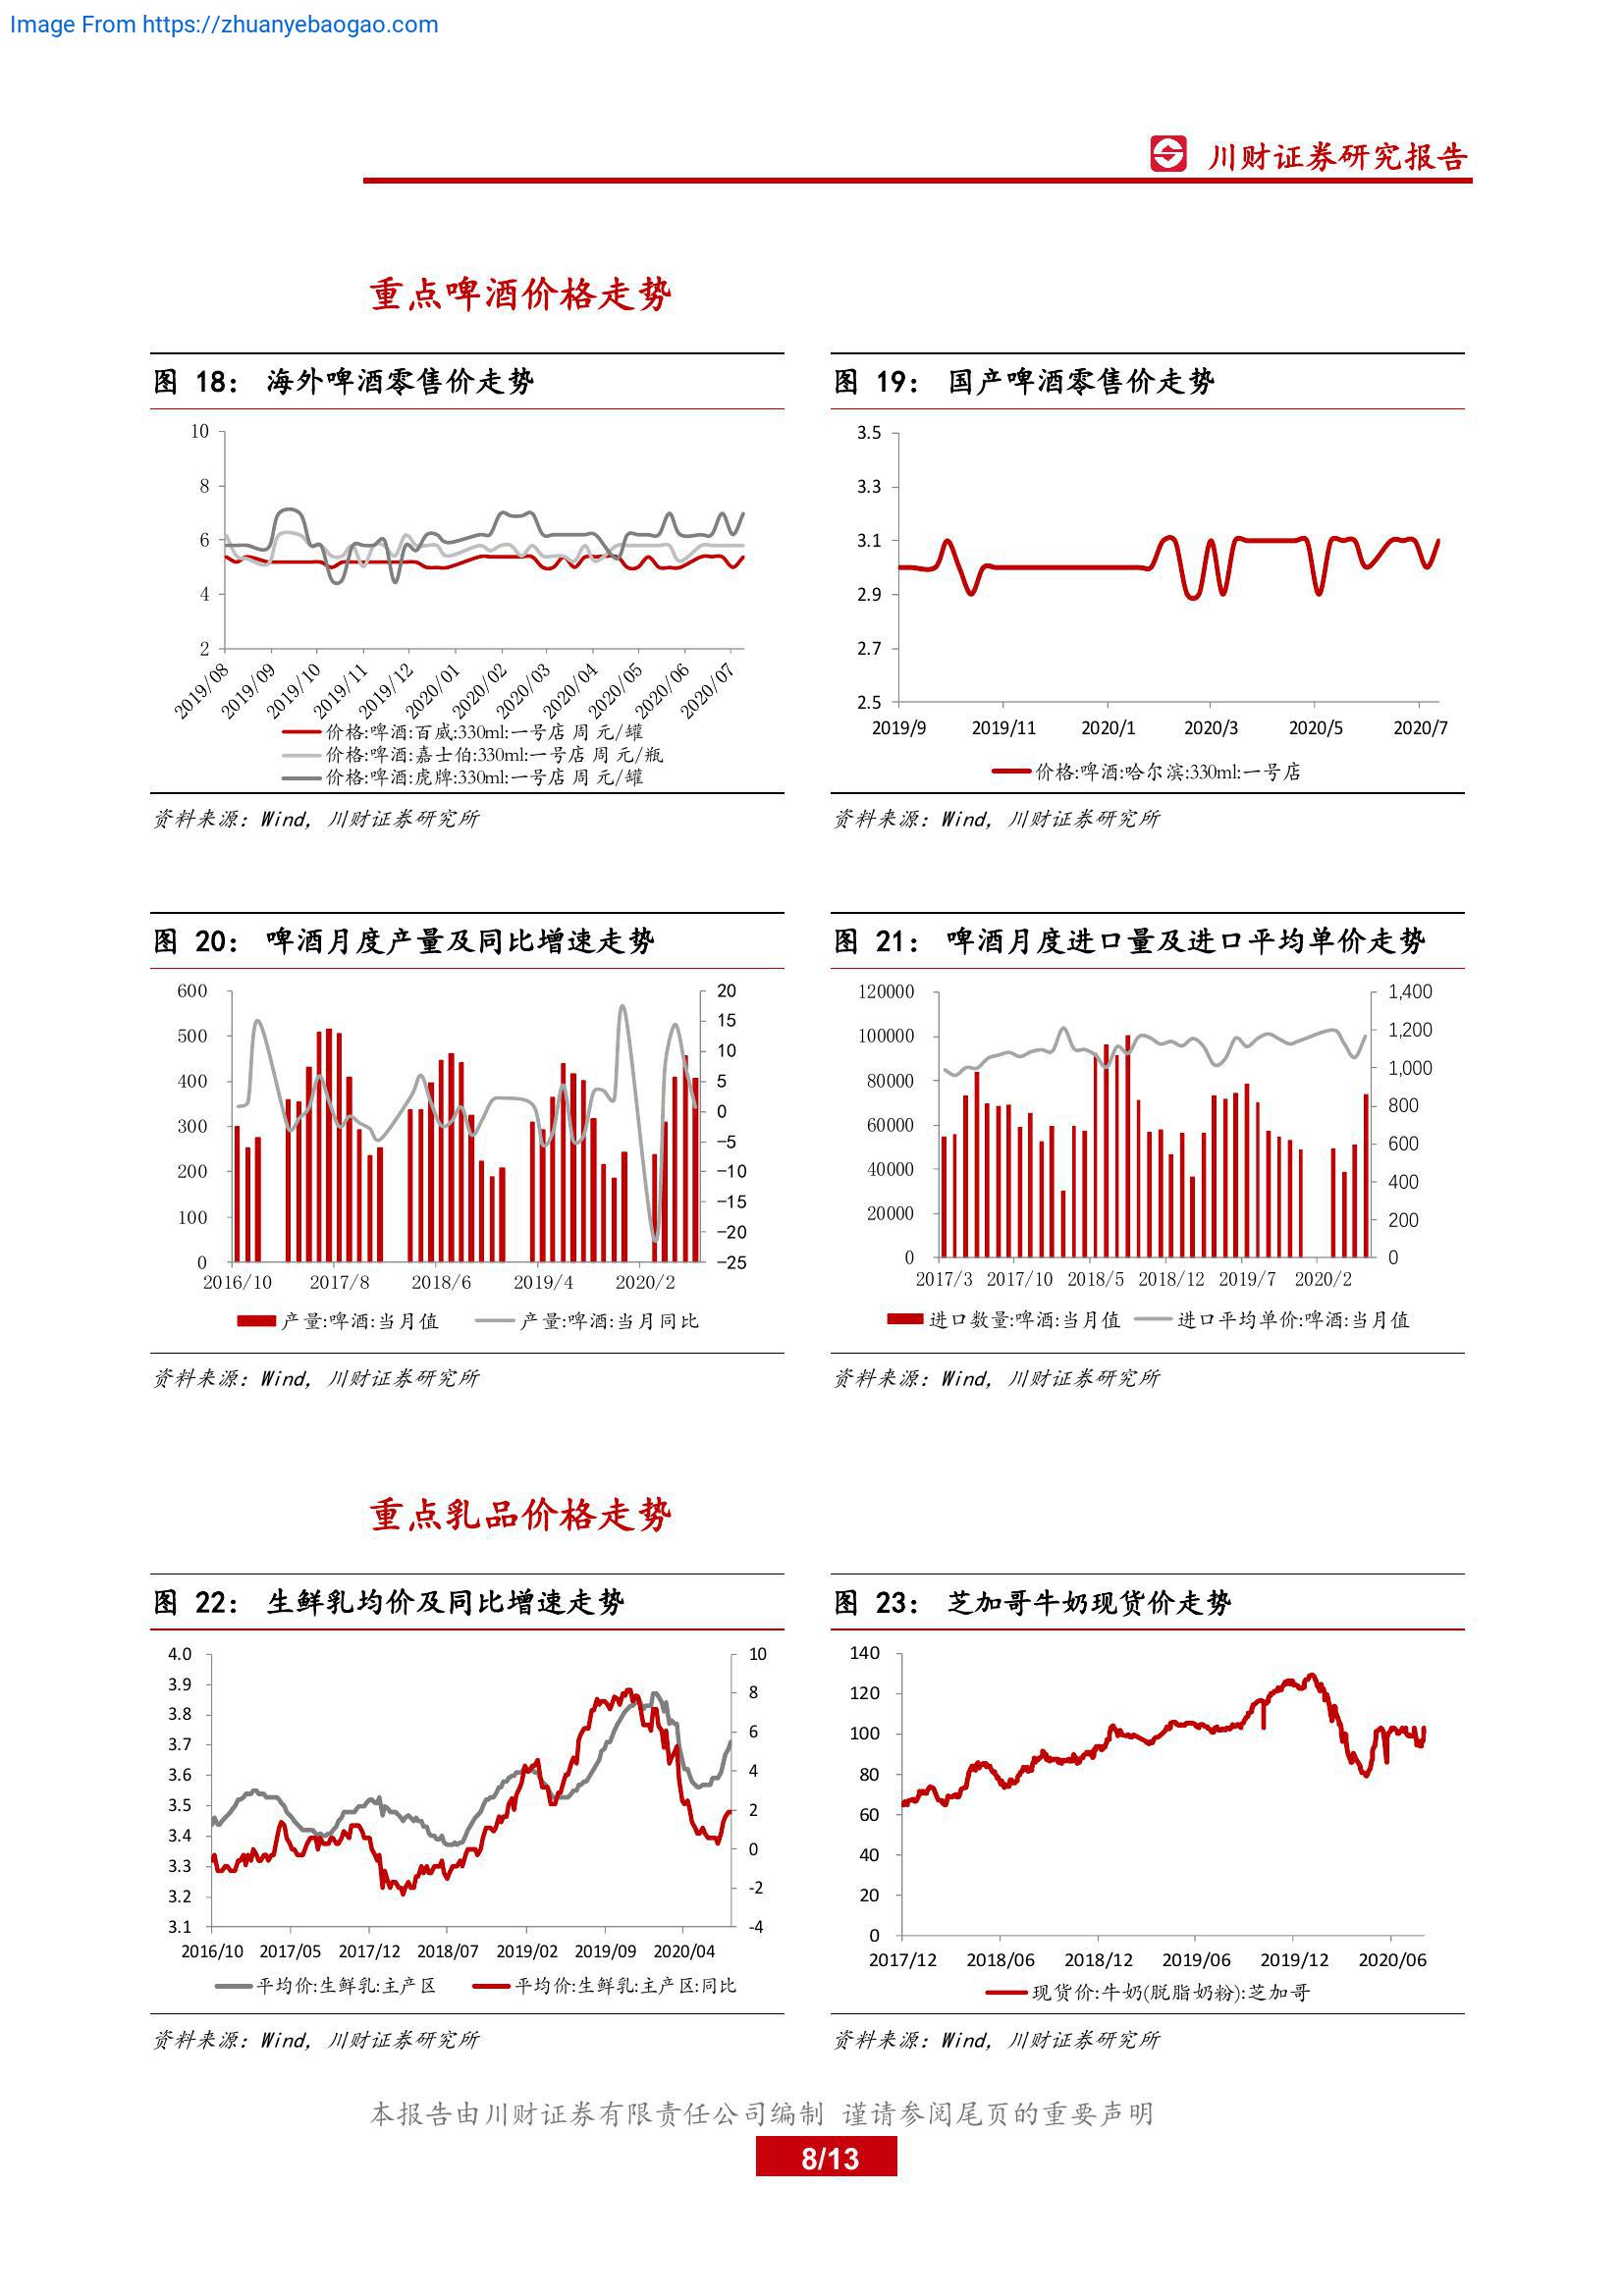 Image From https://zhuanyebaogao.com
川财证券研究报告
重点啤酒价格走势
图 18： 海外啤酒零售价走势
10
8
6
4
2
2019/08 2019/09 2019/10 2019/11 2019/12 2020/01 2020/02 2020/03 2020/04 2020/05 2020/06 2020/07
价格:啤酒:百威:330ml:一号店 周 元/罐
价格:啤酒:嘉士伯:330ml:一号店 周 元/瓶
价格:啤酒:虎牌:330ml:一号店 周 元/罐
资料来源：Wind, 川财证券研究所
图 19： 国产啤酒零售价走势
3.5
3.3
3.1
2.9
2.7
2.5
2019/9 2019/11 2020/1 2020/3 2020/5 2020/7
价格:啤酒:哈尔滨:330ml:一号店
资料来源：Wind, 川财证券研究所
图 20： 啤酒月度产量及同比增速走势
600
500
400
300
200
100
0
20
15
10
5
0
-5
-10
-15
-20
-25
2016/10 2017/8 2018/6 2019/4 2020/2
产量:啤酒:当月值 产量:啤酒:当月同比
资料来源：Wind, 川财证券研究所
图 21： 啤酒月度进口量及进口平均单价走势
120000
100000
80000
60000
40000
20000
0
1,400
1,200
1,000
800
600
400
200
0
2017/3 2017/10 2018/5 2018/12 2019/7 2020/2
进口数量:啤酒:当月值 进口平均单价:啤酒:当月值
资料来源：Wind, 川财证券研究所
重点乳品价格走势
图 22： 生鲜乳均价及同比增速走势
4.0
3.9
3.8
3.7
3.6
3.5
3.4
3.3
3.2
3.1
10
8
6
4
2
0
-2
-4
2016/10 2017/05 2017/12 2018/07 2019/02 2019/09 2020/04
平均价:生鲜乳:主产区 平均价:生鲜乳:主产区:同比
资料来源：Wind, 川财证券研究所
图 23： 芝加哥牛奶现货价走势
140
120
100
80
60
40
20
0
2017/12 2018/06 2018/12 2019/06 2019/12 2020/06
现货价:牛奶(脱脂奶粉):芝加哥
资料来源：Wind, 川财证券研究所
本报告由川财证券有限责任公司编制 谨请参阅尾页的重要声明
8/13